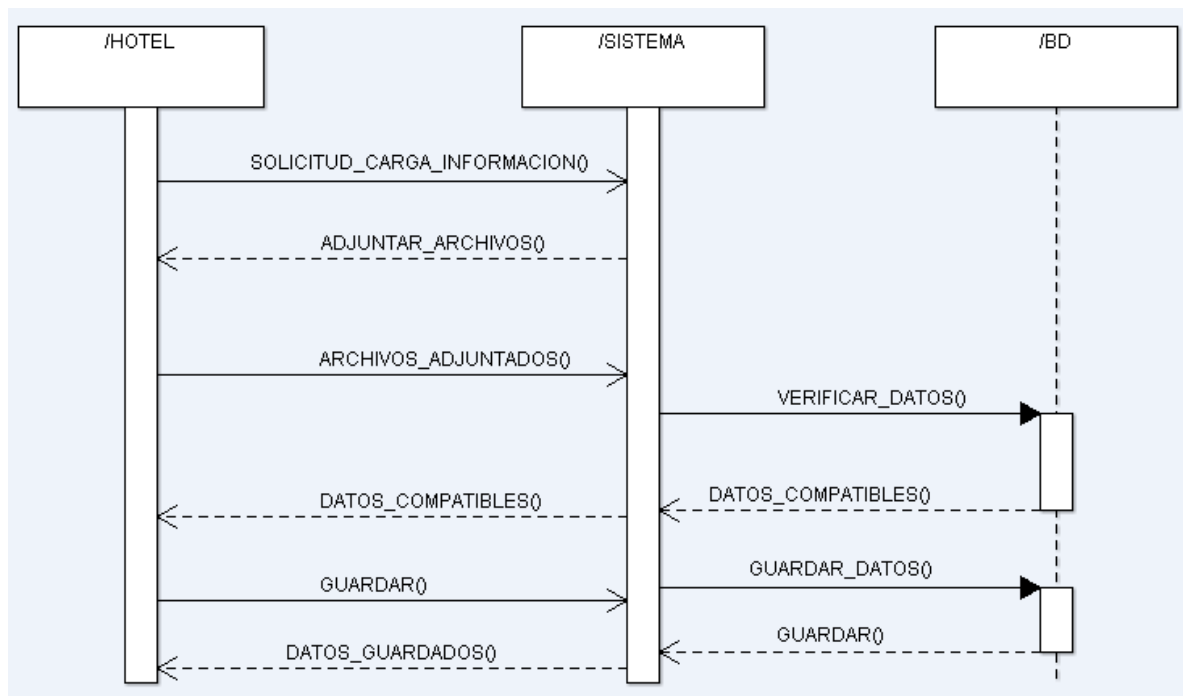 /HOTEL
/SISTEMA
/BD
SOLICITUD_CARGA_INFORMACION()
ADJUNTAR_ARCHIVOS()
ARCHIVOS_ADJUNTADOS()
VERIFICAR_DATOS()
DATOS_COMPATIBLES()
DATOS_COMPATIBLES()
GUARDAR_DATOS()
GUARDAR()
GUARDAR()
DATOS_GUARDADOS()